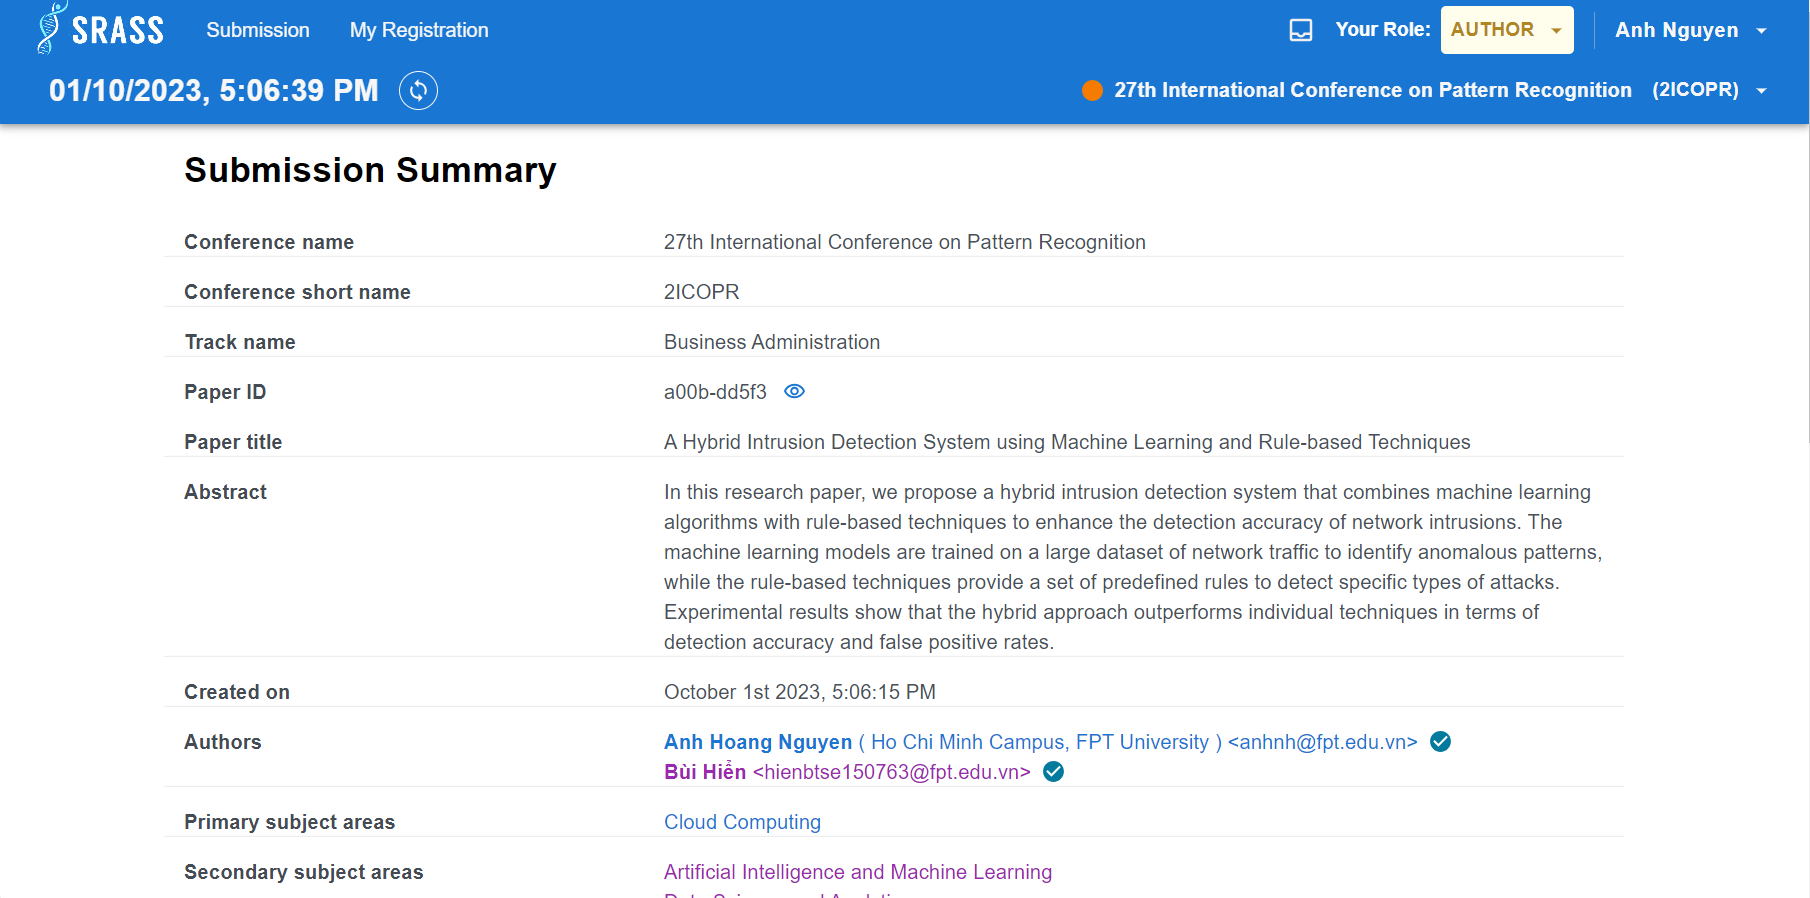 SRASS Submission My Registration Your Role: AUTHOR Anh Nguyen
01/10/2023, 5:06:39 PM 27th International Conference on Pattern Recognition (2ICOPR)
Submission Summary
Conference name 27th International Conference on Pattern Recognition
Conference short name 2ICOPR
Track name Business Administration
Paper ID a00b-dd5f3
Paper title A Hybrid Intrusion Detection System using Machine Learning and Rule-based Techniques
Abstract In this research paper, we propose a hybrid intrusion detection system that combines machine learning
algorithms with rule-based techniques to enhance the detection accuracy of network intrusions. The
machine learning models are trained on a large dataset of network traffic to identify anomalous patterns,
while the rule-based techniques provide a set of predefined rules to detect specific types of attacks.
Experimental results show that the hybrid approach outperforms individual techniques in terms of
detection accuracy and false positive rates.
Created on October 1st 2023, 5:06:15 PM
Authors Anh Hoang Nguyen ( Ho Chi Minh Campus, FPT University ) <anhnh@fpt.edu.vn>
Bùi Hiển <hienbtse150763@fpt.edu.vn>
Primary subject areas Cloud Computing
Secondary subject areas Artificial Intelligence and Machine Learning